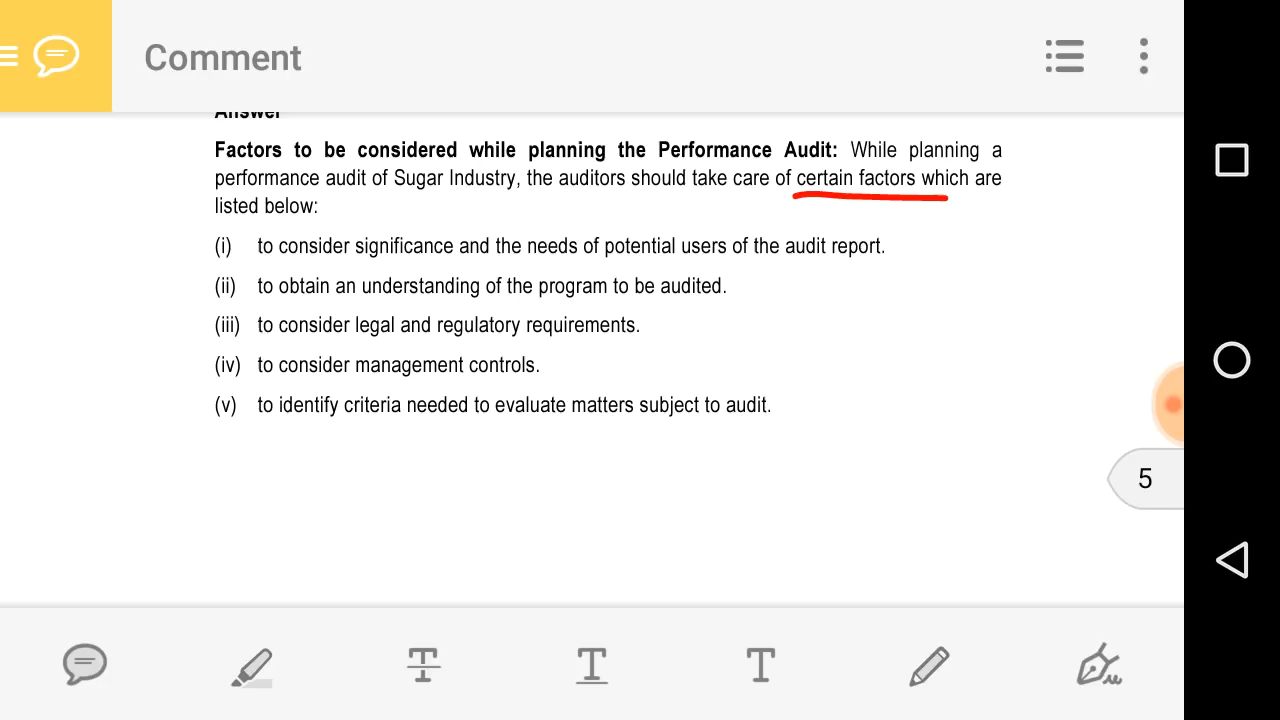 Comment
Answer
Factors to be considered while planning the Performance Audit: While planning a
performance audit of Sugar Industry, the auditors should take care of certain factors which are
listed below:
(i) to consider significance and the needs of potential users of the audit report.
(ii) to obtain an understanding of the program to be audited.
(iii) to consider legal and regulatory requirements.
(iv) to consider management controls.
(v) to identify criteria needed to evaluate matters subject to audit.
5
T T T